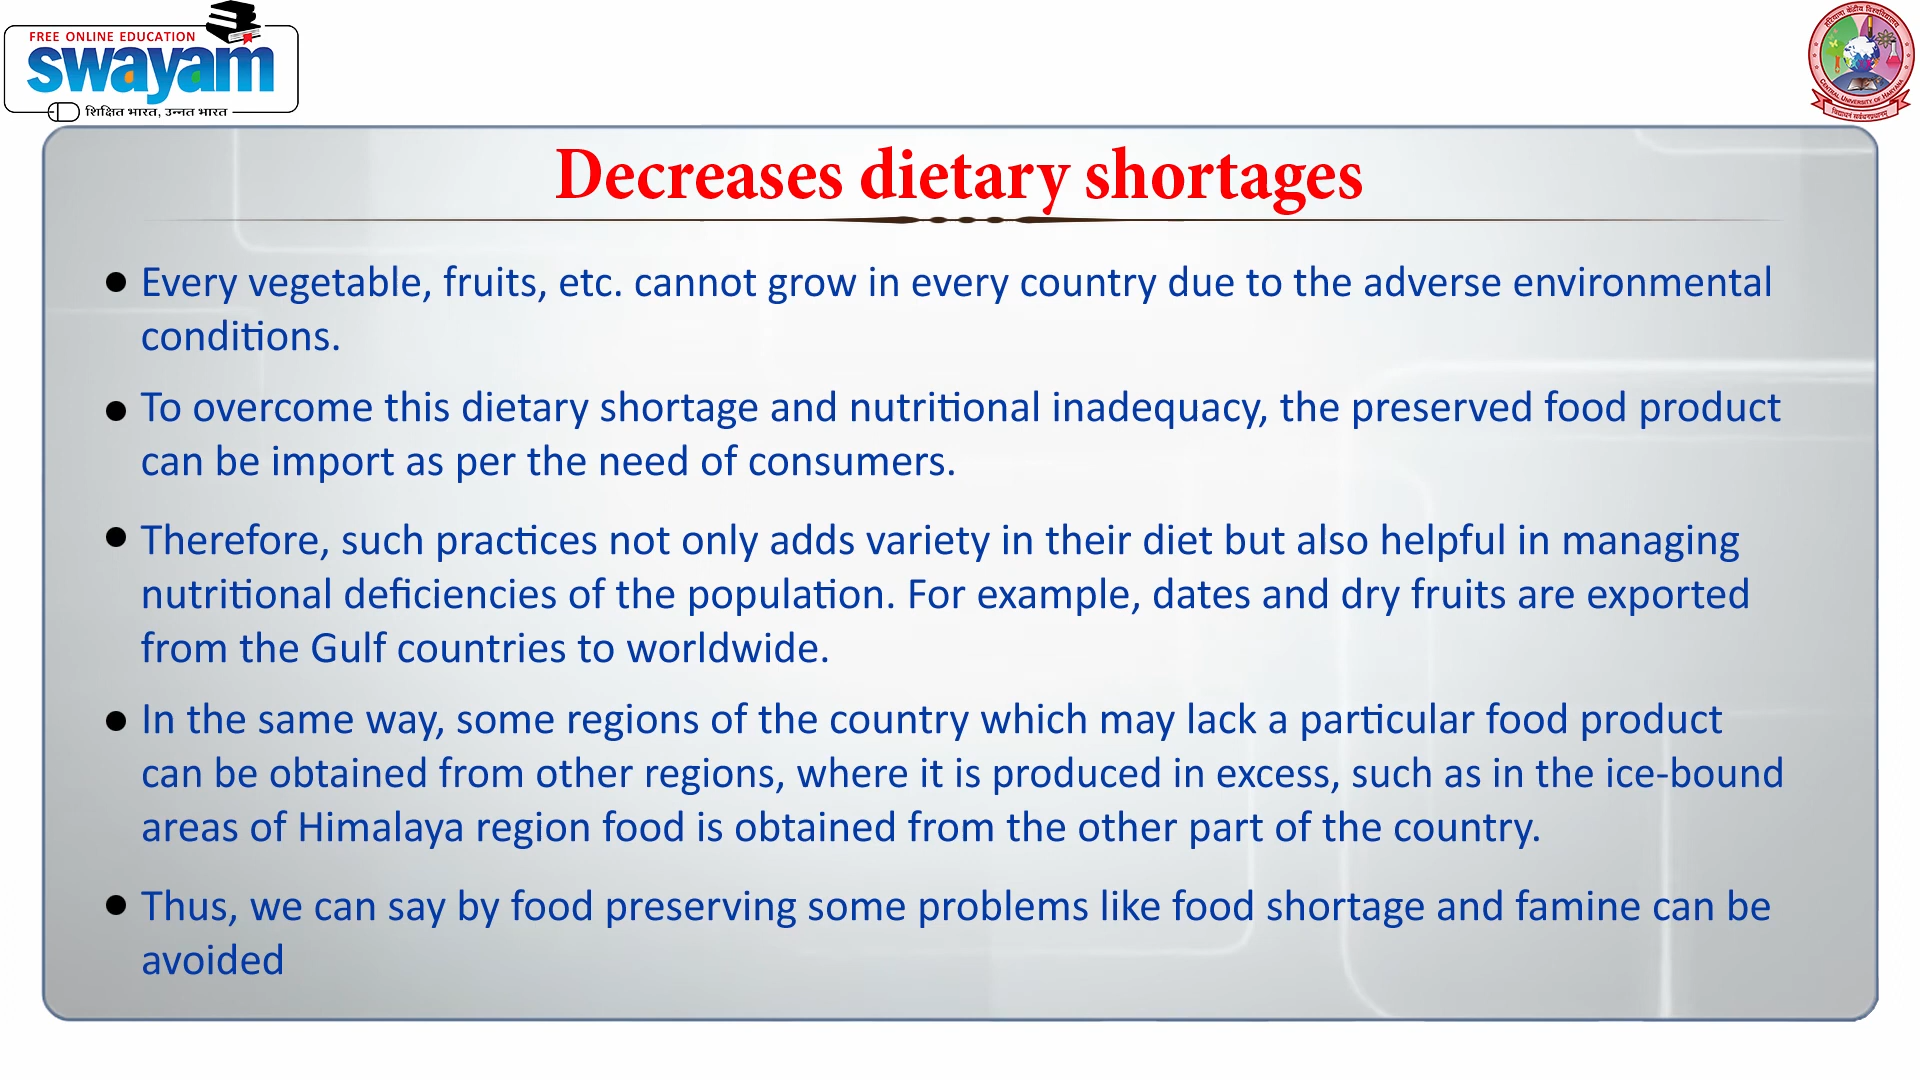 FREE ONLINE EDUCATION
swayam
शिक्षित भारत, उन्नत भारत
हरियाणा केंद्रीय विश्वविद्यालय
CENTRAL UNIVERSITY OF HARYANA
Decreases dietary shortages
● Every vegetable, fruits, etc. cannot grow in every country due to the adverse environmental
conditions.
● To overcome this dietary shortage and nutritional inadequacy, the preserved food product
can be import as per the need of consumers.
● Therefore, such practices not only adds variety in their diet but also helpful in managing
nutritional deficiencies of the population. For example, dates and dry fruits are exported
from the Gulf countries to worldwide.
● In the same way, some regions of the country which may lack a particular food product
can be obtained from other regions, where it is produced in excess, such as in the ice-bound
areas of Himalaya region food is obtained from the other part of the country.
● Thus, we can say by food preserving some problems like food shortage and famine can be
avoided